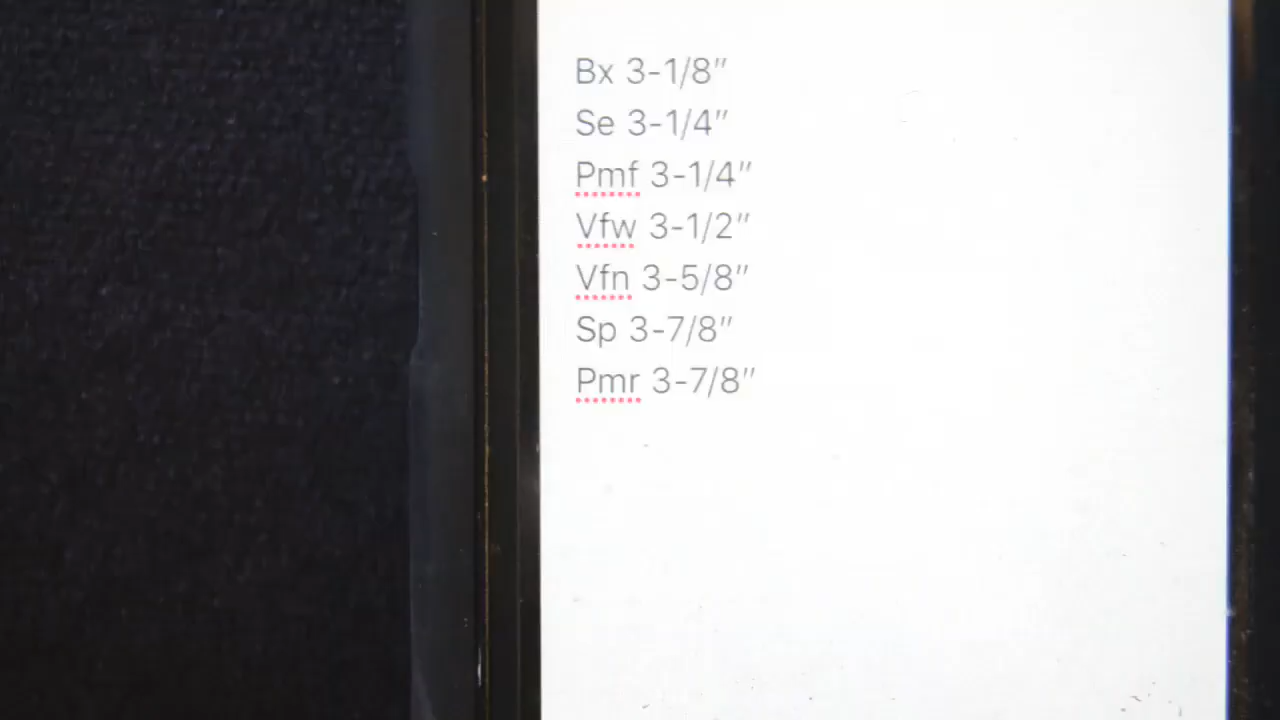 Bx 3-1/8"
Se 3-1/4"
Pmf 3-1/4"
Vfw 3-1/2"
Vfn 3-5/8"
Sp 3-7/8"
Pmr 3-7/8"